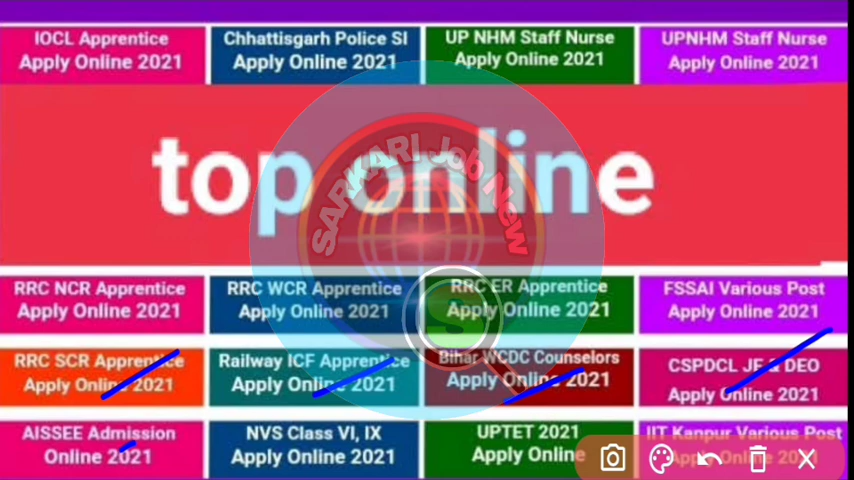 IOCL Apprentice
Apply Online 2021
Chhattisgarh Police SI
Apply Online 2021
UP NHM Staff Nurse
Apply Online 2021
UPNHM Staff Nurse
Apply Online 2021
top online
SARKARI Job New
RRC NCR Apprentice
Apply Online 2021
RRC WCR Apprentice
Apply Online 2021
RRC ER Apprentice
Apply Online 2021
FSSAI Various Post
Apply Online 2021
RRC SCR Apprentice
Apply Online 2021
Railway ICF Apprentice
Apply Online 2021
Bihar WCDC Counselors
Apply Online 2021
CSPDCL JE & DEO
Apply Online 2021
AISSEE Admission
Online 2021
NVS Class VI, IX
Apply Online 2021
UPTET 2021
Apply Online
IIT Kanpur Various Post
Apply Online 2021